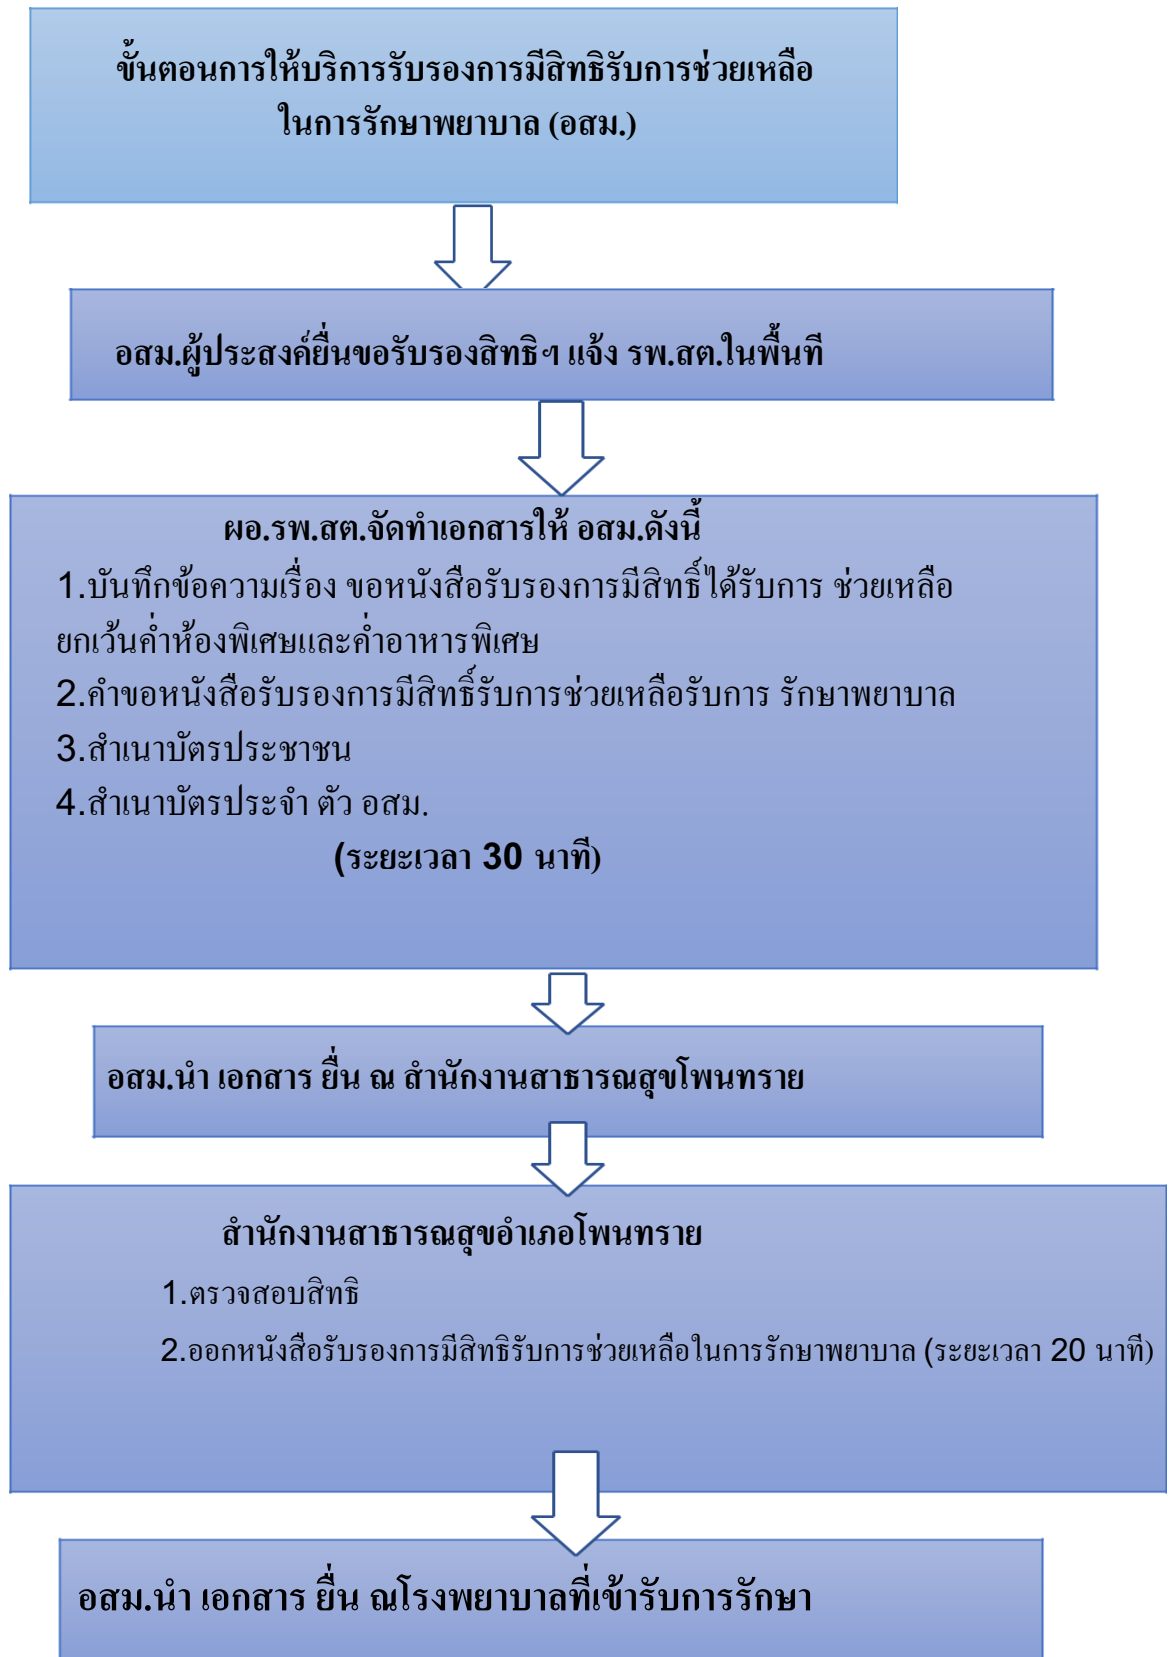 ขั้นตอนการให้บริการรับรองการมีสิทธิรับการช่วยเหลือ
ในการรักษาพยาบาล (อสม.)
อสม.ผู้ประสงค์ยื่นขอรับรองสิทธิฯ แจ้ง รพ.สต.ในพื้นที
ผอ.รพ.สต.จัดทำเอกสารให้ อสม.ดังนี้
1.บันทึกข้อความเรื่อง ขอหนังสือรับรองการมีสิทธิ์ได้รับการ ช่วยเหลือ
ยกเว้นค่ำห้องพิเศษและค่ำอาหารพิเศษ
2.คำขอหนังสือรับรองการมีสิทธิ์รับการช่วยเหลือรับการ รักษาพยาบาล
3.สำเนาบัตรประชาชน
4.สำเนาบัตรประจำ ตัว อสม.
(ระยะเวลา 30 นาที)
อสม.นำ เอกสาร ยื่น ณ สำนักงานสาธารณสุขโพนทราย
สำนักงานสาธารณสุขอำเภอโพนทราย
1.ตรวจสอบสิทธิ
2.ออกหนังสือรับรองการมีสิทธิรับการช่วยเหลือในการรักษาพยาบาล (ระยะเวลา 20 นาที)
อสม.นำ เอกสาร ยื่น ณโรงพยาบาลที่เข้ารับการรักษา